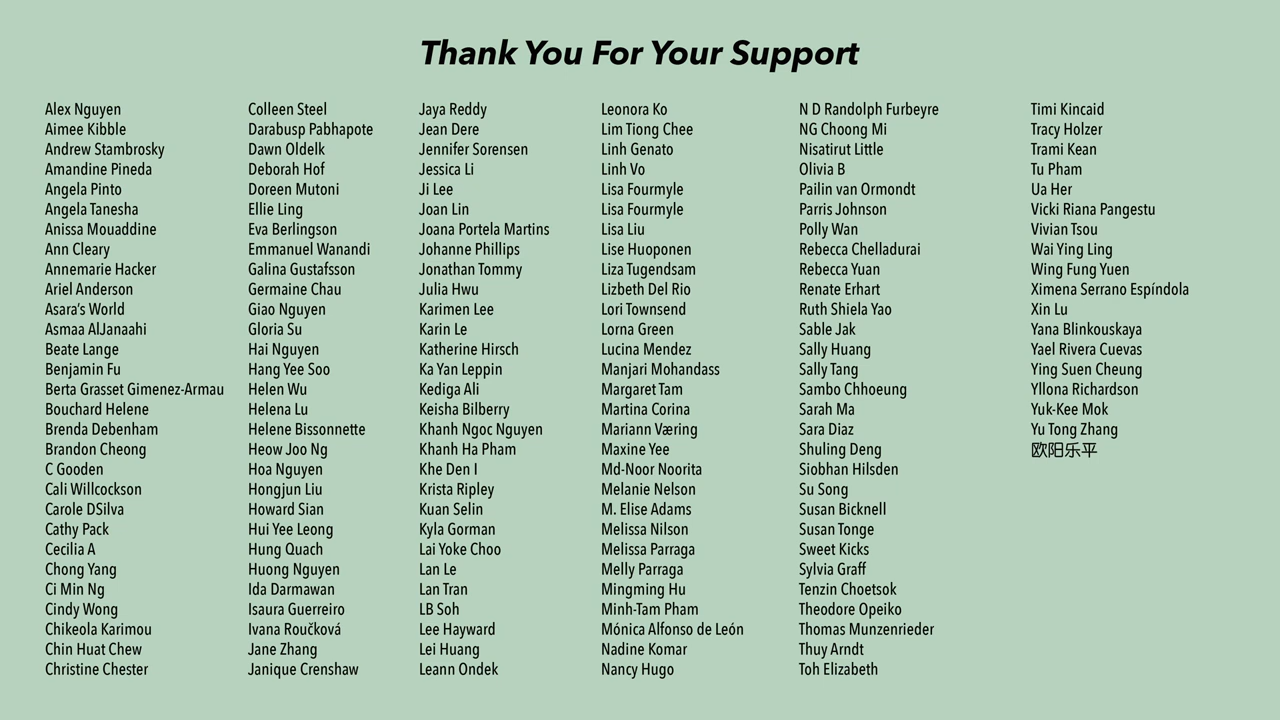 Thank You For Your Support
Alex Nguyen
Aimee Kibble
Andrew Stambrosky
Amandine Pineda
Angela Pinto
Angela Tanesha
Anissa Mouaddine
Ann Cleary
Annemarie Hacker
Ariel Anderson
Asara's World
Asmaa AlJanaahi
Beate Lange
Benjamin Fu
Berta Grasset Gimenez-Armau
Bouchard Helene
Brenda Debenham
Brandon Cheong
C Gooden
Cali Willcockson
Carole DSilva
Cathy Pack
Cecilia A
Chong Yang
Ci Min Ng
Cindy Wong
Chikeola Karimou
Chin Huat Chew
Christine Chester
Colleen Steel
Darabusp Pabhapote
Dawn Oldelk
Deborah Hof
Doreen Mutoni
Ellie Ling
Eva Berlingson
Emmanuel Wanandi
Galina Gustafsson
Germaine Chau
Giao Nguyen
Gloria Su
Hai Nguyen
Hang Yee Soo
Helen Wu
Helena Lu
Helene Bissonnette
Heow Joo Ng
Hoa Nguyen
Hongjun Liu
Howard Sian
Hui Yee Leong
Hung Quach
Huong Nguyen
Ida Darmawan
Isaura Guerreiro
Ivana Roučková
Jane Zhang
Janique Crenshaw
Jaya Reddy
Jean Dere
Jennifer Sorensen
Jessica Li
Ji Lee
Joan Lin
Joana Portela Martins
Johanne Phillips
Jonathan Tommy
Julia Hwu
Karimen Lee
Karin Le
Katherine Hirsch
Ka Yan Leppin
Kediga Ali
Keisha Bilberry
Khanh Ngoc Nguyen
Khanh Ha Pham
Khe Den I
Krista Ripley
Kuan Selin
Kyla Gorman
Lai Yoke Choo
Lan Le
Lan Tran
LB Soh
Lee Hayward
Lei Huang
Leann Ondek
Leonora Ko
Lim Tiong Chee
Linh Genato
Linh Vo
Lisa Fourmyle
Lisa Fourmyle
Lisa Liu
Lise Huoponen
Liza Tugendsam
Lizbeth Del Rio
Lori Townsend
Lorna Green
Lucina Mendez
Manjari Mohandass
Margaret Tam
Martina Corina
Mariann Væring
Maxine Yee
Md-Noor Noorita
Melanie Nelson
M. Elise Adams
Melissa Nilson
Melissa Parraga
Melly Parraga
Mingming Hu
Minh-Tam Pham
Mónica Alfonso de León
Nadine Komar
Nancy Hugo
N D Randolph Furbeyre
NG Choong Mi
Nisatirut Little
Olivia B
Pailin van Ormondt
Parris Johnson
Polly Wan
Rebecca Chelladurai
Rebecca Yuan
Renate Erhart
Ruth Shiela Yao
Sable Jak
Sally Huang
Sally Tang
Sambo Chhoeung
Sarah Ma
Sara Diaz
Shuling Deng
Siobhan Hilsden
Su Song
Susan Bicknell
Susan Tonge
Sweet Kicks
Sylvia Graff
Tenzin Choetsok
Theodore Opeiko
Thomas Munzenrieder
Thuy Arndt
Toh Elizabeth
Timi Kincaid
Tracy Holzer
Trami Kean
Tu Pham
Ua Her
Vicki Riana Pangestu
Vivian Tsou
Wai Ying Ling
Wing Fung Yuen
Ximena Serrano Espíndola
Xin Lu
Yana Blinkouskaya
Yael Rivera Cuevas
Ying Suen Cheung
Yllona Richardson
Yuk-Kee Mok
Yu Tong Zhang
欧阳乐平